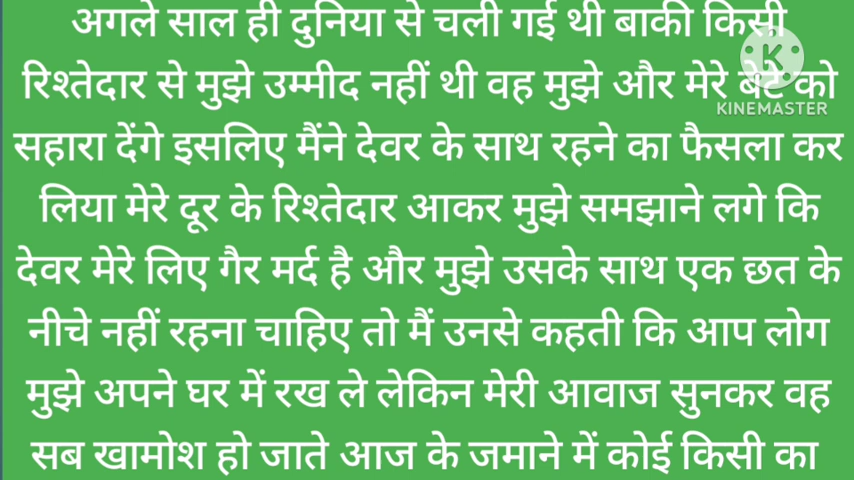 अगले साल ही दुनिया से चली गई थी बाकी किसी
रिश्तेदार से मुझे उम्मीद नहीं थी वह मुझे और मेरे बेटे को
KINEMASTER
सहारा देंगे इसलिए मैंने देवर के साथ रहने का फैसला कर
लिया मेरे दूर के रिश्तेदार आकर मुझे समझाने लगे कि
देवर मेरे लिए गैर मर्द है और मुझे उसके साथ एक छत के
नीचे नहीं रहना चाहिए तो मैं उनसे कहती कि आप लोग
मुझे अपने घर में रख ले लेकिन मेरी आवाज सुनकर वह
सब खामोश हो जाते आज के जमाने में कोई किसी का